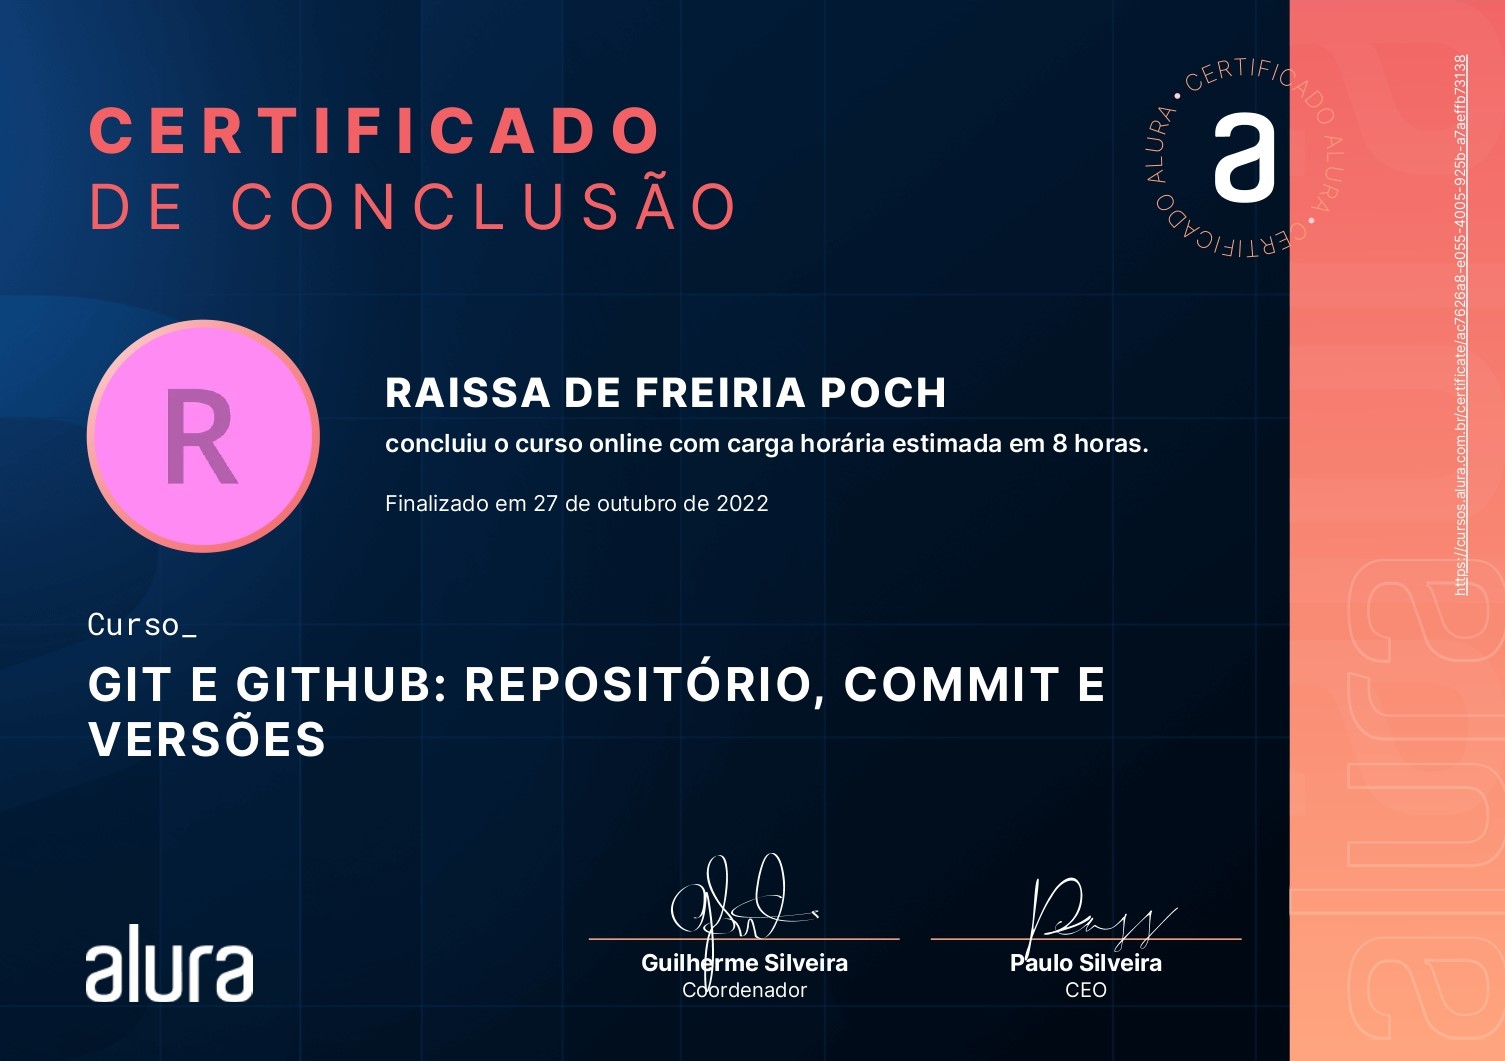 CERTIFICADO
DE CONCLUSÃO
CERTIFICADO ALURA • CERTIFICADO ALURA •
a
R
RAISSA DE FREIRIA POCH
concluiu o curso online com carga horária estimada em 8 horas.
Finalizado em 27 de outubro de 2022
Curso_
GIT E GITHUB: REPOSITÓRIO, COMMIT E
VERSÕES
alura
Guilherme Silveira
Coordenador
Paulo Silveira
CEO
https://cursos.alura.com.br/certificate/ac7626a8-e055-4005-925b-a7aeffb73138
alura